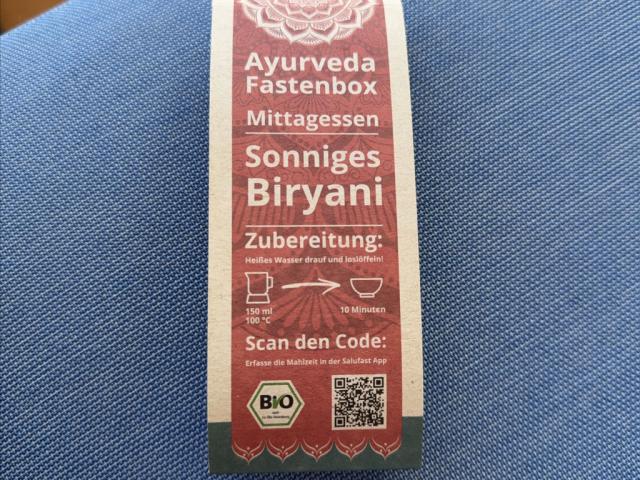 Ayurveda
Fastenbox
Mittagessen
Sonniges
Biryani
Zubereitung:
Heißes Wasser drauf und loslöffeln!
150 ml
100 °C
10 Minuten
Scan den Code:
Erfasse die Mahlzeit in der Salufast App
BIO